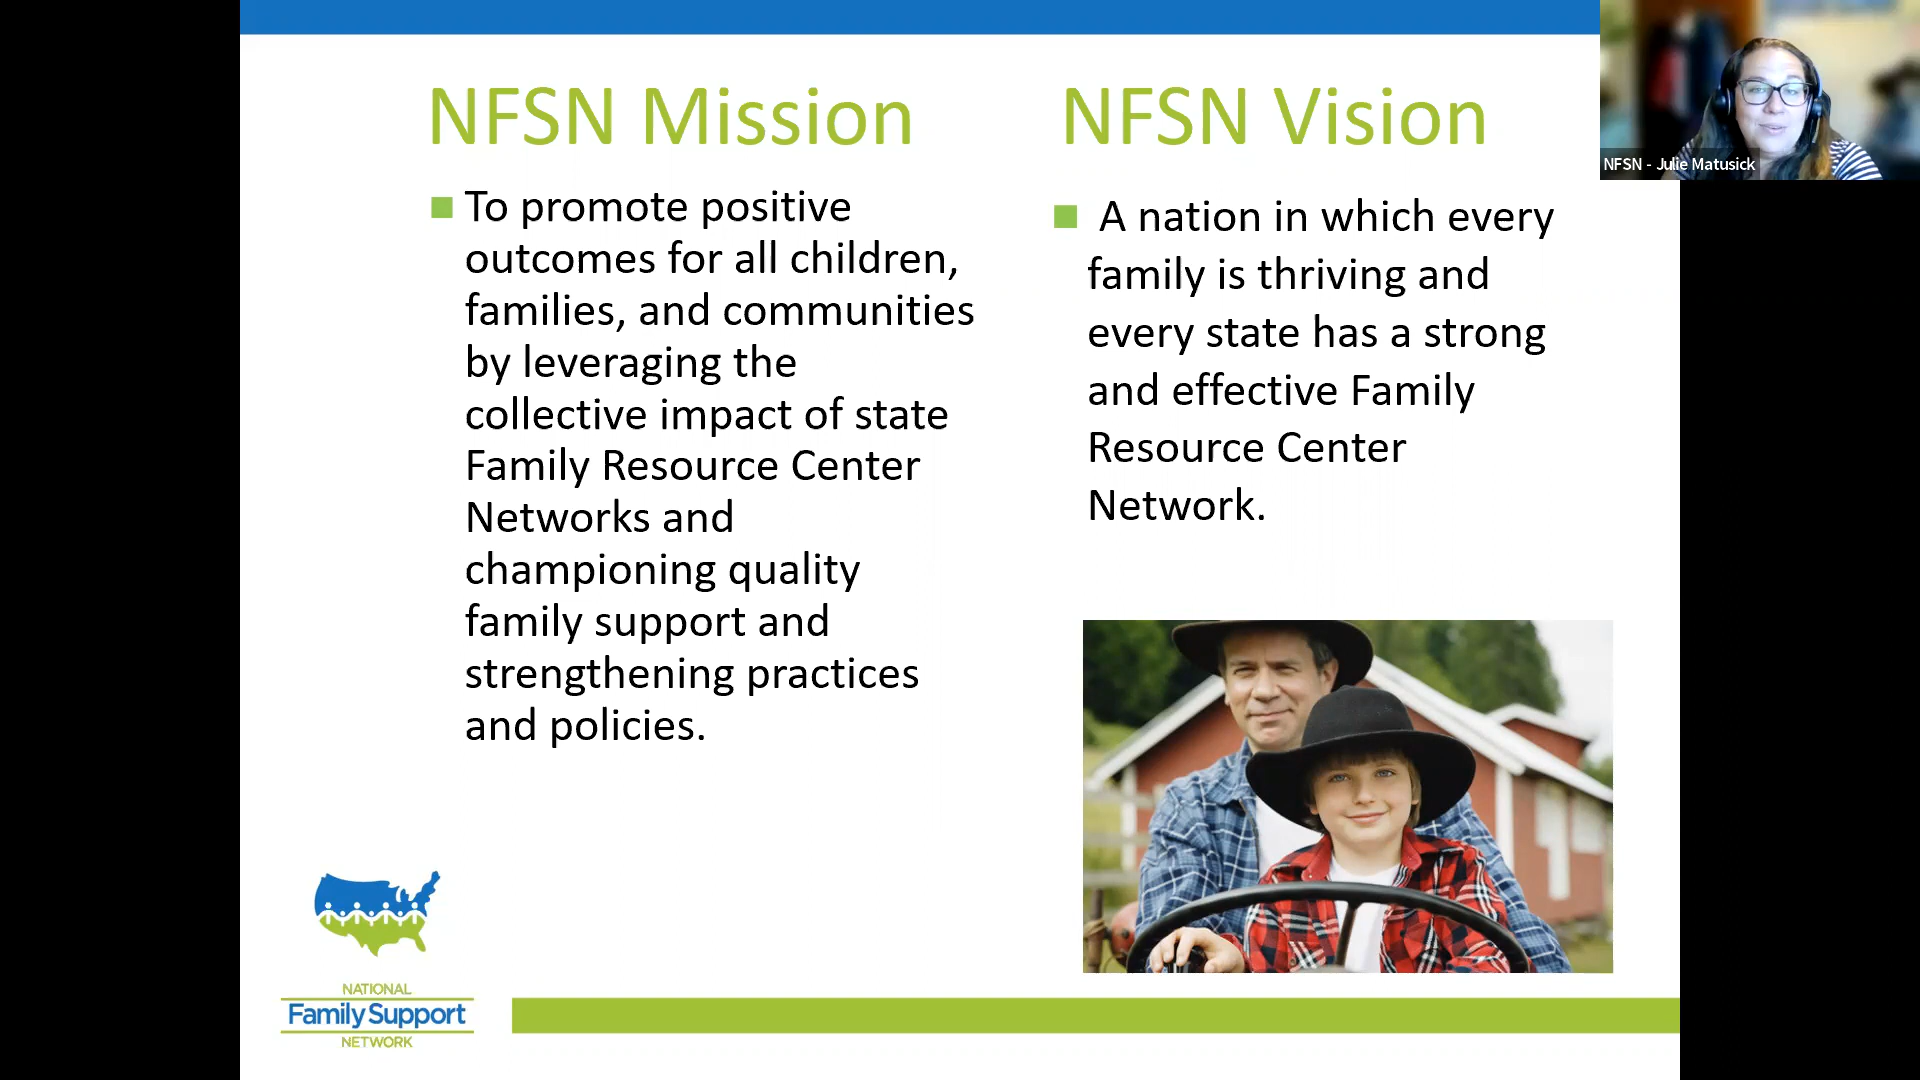 NFSN Mission
To promote positive
outcomes for all children,
families, and communities
by leveraging the
collective impact of state
Family Resource Center
Networks and
championing quality
family support and
strengthening practices
and policies.
NFSN Vision
A nation in which every
family is thriving and
every state has a strong
and effective Family
Resource Center
Network.
NFSN - Julie Matusick
NATIONAL
Family Support
NETWORK